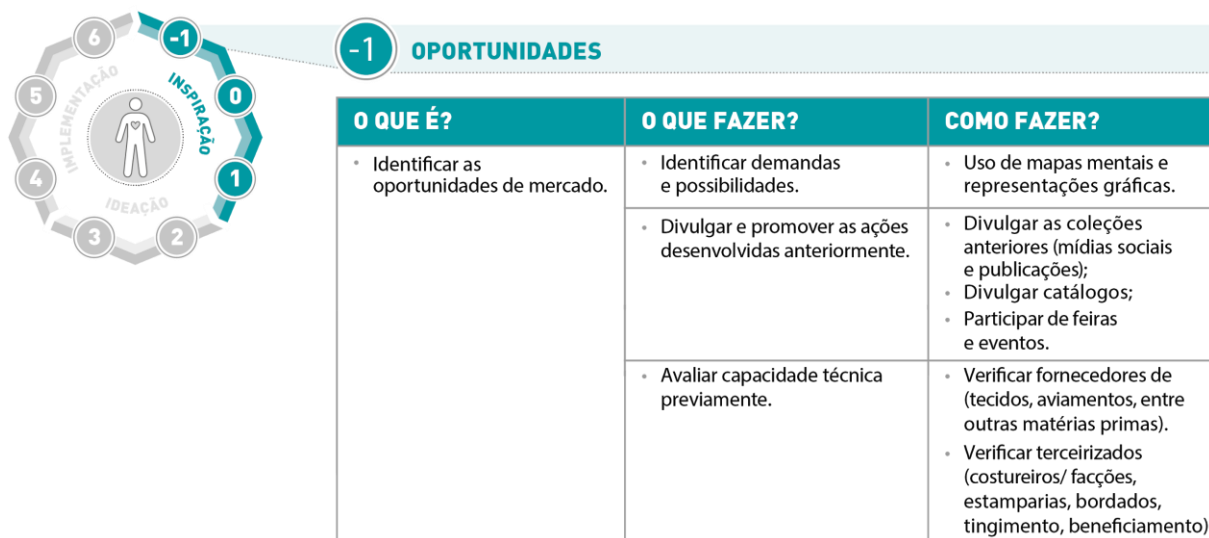 6
-1
5
0
4
1
3
2
IMPLEMENTAÇÃO
INSPIRAÇÃO
IDEAÇÃO
-1 OPORTUNIDADES
O QUE É?
O QUE FAZER?
COMO FAZER?
• Identificar as
oportunidades de mercado.
• Identificar demandas
e possibilidades.
• Uso de mapas mentais e
representações gráficas.
• Divulgar e promover as ações
desenvolvidas anteriormente.
• Divulgar as coleções
anteriores (mídias sociais
e publicações);
• Divulgar catálogos;
• Participar de feiras
e eventos.
• Avaliar capacidade técnica
previamente.
• Verificar fornecedores de
(tecidos, aviamentos, entre
outras matérias primas).
• Verificar terceirizados
(costureiros/ facções,
estamparias, bordados,
tingimento, beneficiamento)